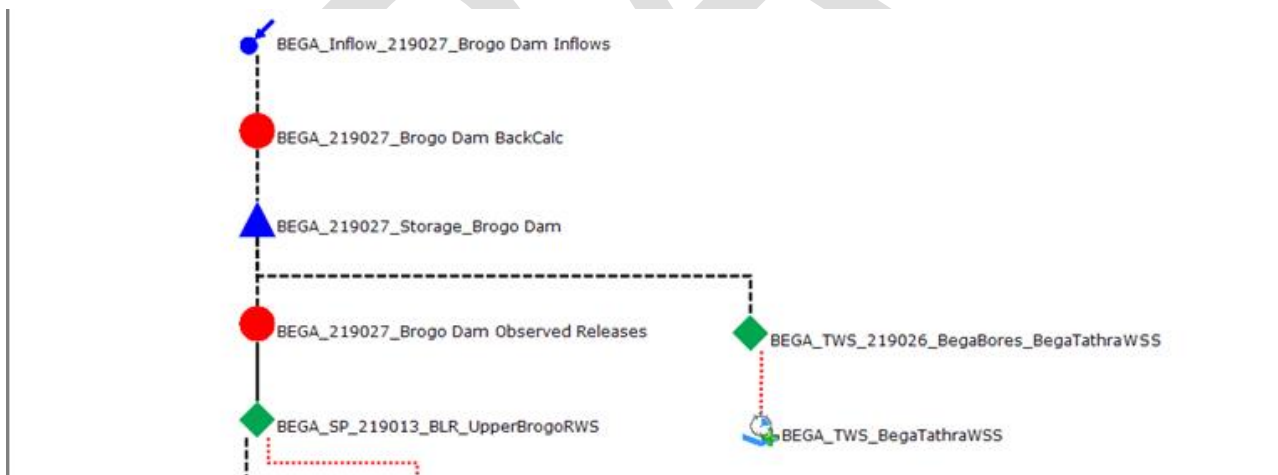 BEGA_Inflow_219027_Brogo Dam Inflows
BEGA_219027_Brogo Dam BackCalc
BEGA_219027_Storage_Brogo Dam
BEGA_219027_Brogo Dam Observed Releases
BEGA_TWS_219026_BegaBores_BegaTathraWSS
BEGA_SP_219013_BLR_UpperBrogoRWS
BEGA_TWS_BegaTathraWSS